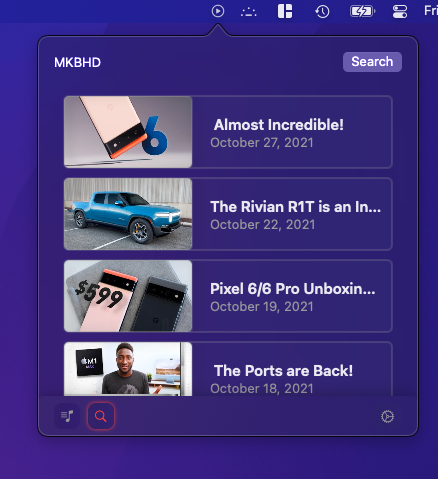 Fri
MKBHD
Search
6
Almost Incredible!
October 27, 2021
The Rivian R1T is an In...
October 22, 2021
$599
Pixel 6/6 Pro Unboxin...
October 19, 2021
M1
The Ports are Back!
October 18, 2021